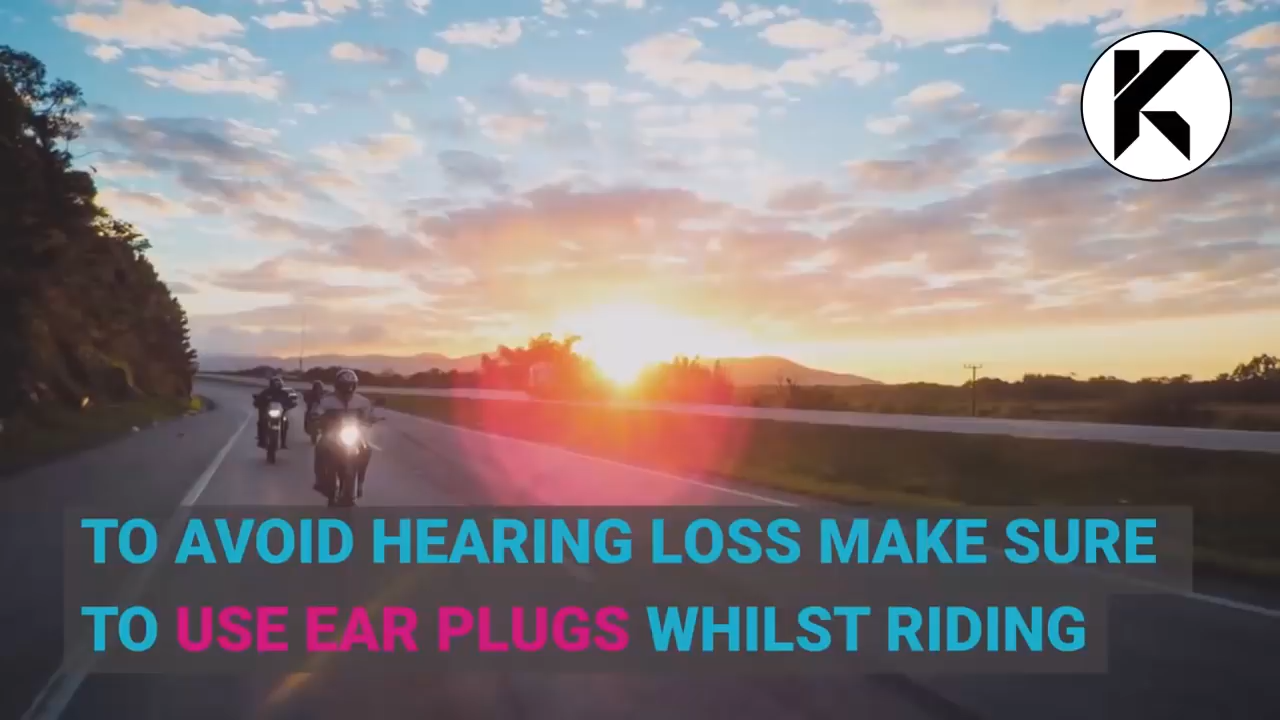 K
TO AVOID HEARING LOSS MAKE SURE
TO USE EAR PLUGS WHILST RIDING